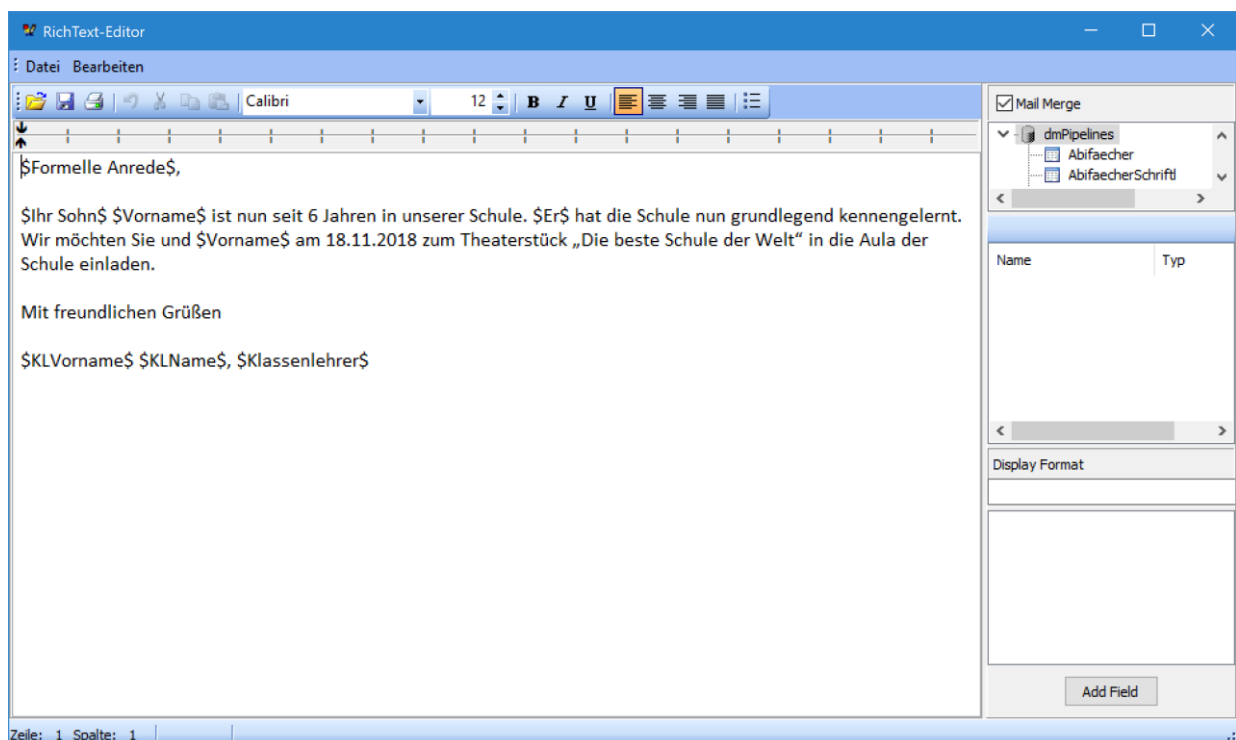 RichText-Editor
Datei Bearbeiten
Calibri 12 B I U
Mail Merge
dmPipelines
Abifaecher
AbifaecherSchriftl
$Formelle Anrede$,
$Ihr Sohn$ $Vorname$ ist nun seit 6 Jahren in unserer Schule. $Er$ hat die Schule nun grundlegend kennengelernt.
Wir möchten Sie und $Vorname$ am 18.11.2018 zum Theaterstück „Die beste Schule der Welt“ in die Aula der
Schule einladen.
Mit freundlichen Grüßen
$KLVorname$ $KLName$, $Klassenlehrer$
Name Typ
Display Format
Add Field
Zeile: 1 Spalte: 1